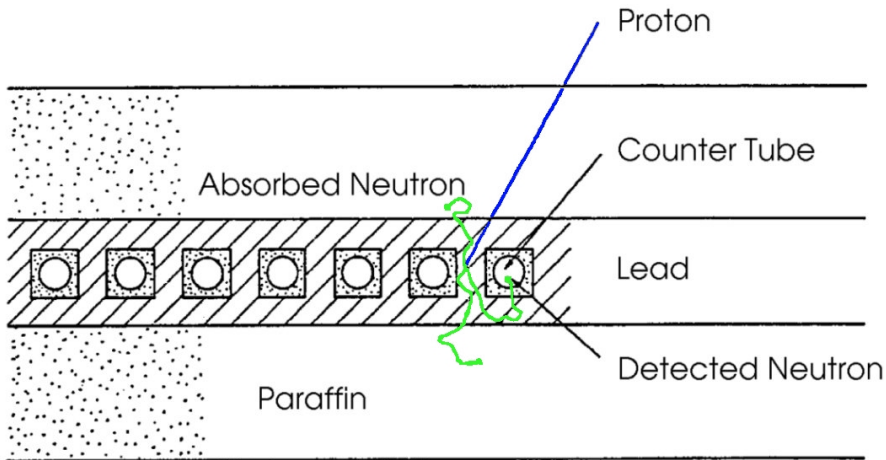 Proton
Counter Tube
Absorbed Neutron
Lead
Detected Neutron
Paraffin